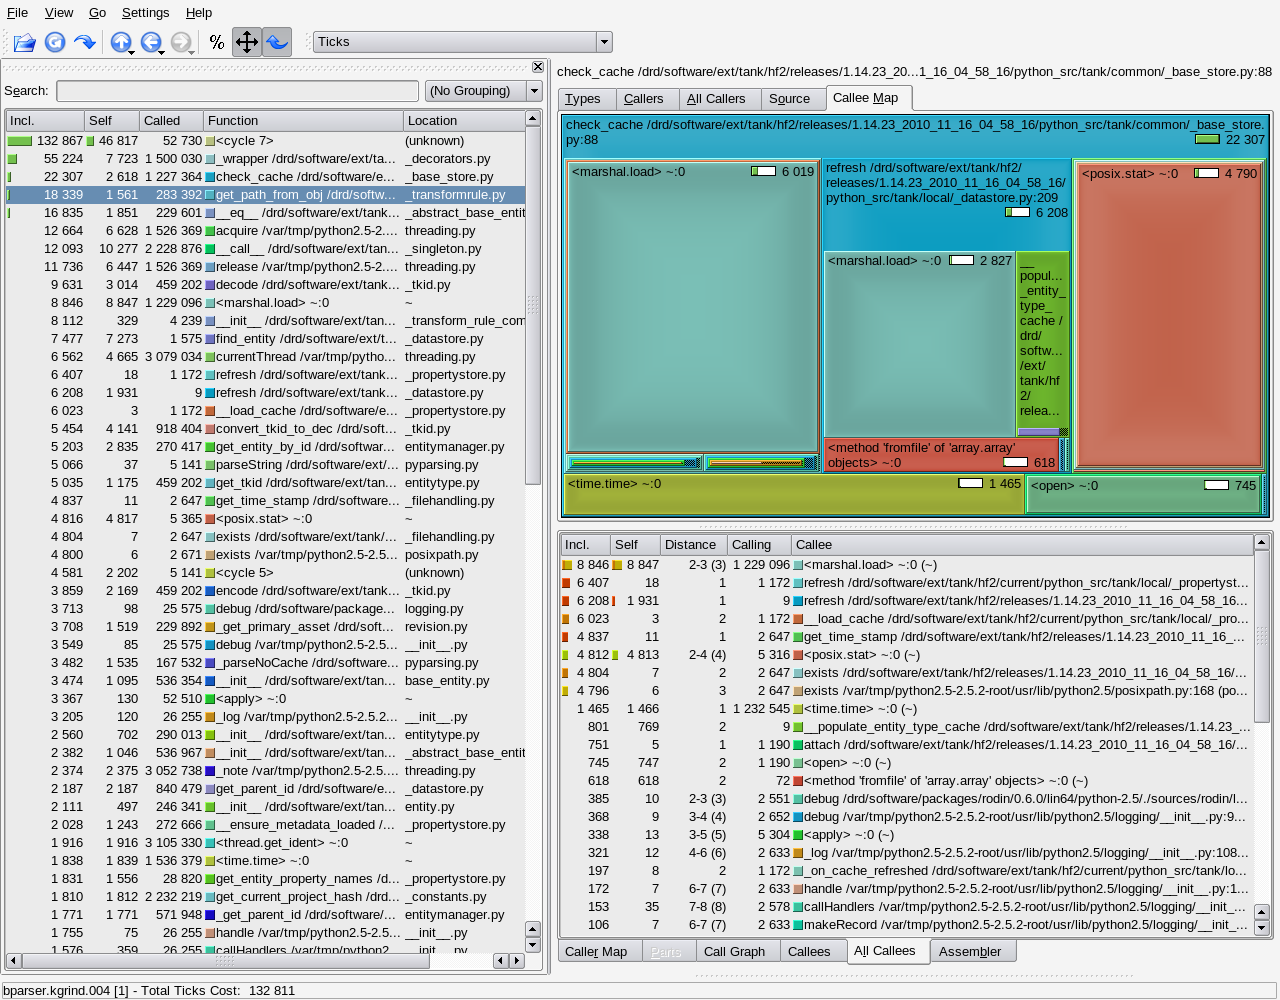 File View Go Settings Help
% Ticks
Search: (No Grouping)
Incl. Self Called Function Location
132 867 46 817 52 730 <cycle 7> (unknown)
55 224 7 723 1 500 030 _wrapper /drd/software/ext/ta... _decorators.py
22 307 2 618 1 227 364 check_cache /drd/software/e... _base_store.py
18 339 1 561 283 392 get_path_from_obj /drd/softw... _transformrule.py
16 835 1 851 229 601 __eq__ /drd/software/ext/tank... _abstract_base_entit
12 664 6 628 1 526 369 acquire /var/tmp/python2.5-2... threading.py
12 093 10 277 2 228 876 __call__ /drd/software/ext/tan... _singleton.py
11 736 6 447 1 526 369 release /var/tmp/python2.5-2.... threading.py
9 631 3 014 459 202 decode /drd/software/ext/tank... _tkid.py
8 846 8 847 1 229 096 <marshal.load> ~:0 ~
8 112 329 4 239 __init__ /drd/software/ext/tan... _transform_rule_com
7 477 7 273 1 575 find_entity /drd/software/ext/t... _datastore.py
6 562 4 665 3 079 034 currentThread /var/tmp/pytho... threading.py
6 407 18 1 172 refresh /drd/software/ext/tank... _propertystore.py
6 208 1 931 9 refresh /drd/software/ext/tank... _datastore.py
6 023 3 1 172 __load_cache /drd/software/e... _propertystore.py
5 454 4 141 918 404 convert_tkid_to_dec /drd/soft... _tkid.py
5 203 2 835 270 417 get_entity_by_id /drd/softwar... entitymanager.py
5 066 37 5 141 parseString /drd/software/ext/... pyparsing.py
5 035 1 175 459 202 get_tkid /drd/software/ext/tan... entitytype.py
4 837 11 2 647 get_time_stamp /drd/software... _filehandling.py
4 816 4 817 5 365 <posix.stat> ~:0 ~
4 804 7 2 647 exists /drd/software/ext/tank/... _filehandling.py
4 800 6 2 671 exists /var/tmp/python2.5-2.5... posixpath.py
4 581 2 202 5 141 <cycle 5> (unknown)
3 859 2 169 459 202 encode /drd/software/ext/tank... _tkid.py
3 713 98 25 575 debug /drd/software/package... logging.py
3 708 1 519 229 892 _get_primary_asset /drd/soft... revision.py
3 549 85 25 575 debug /var/tmp/python2.5-2.5... __init__.py
3 482 1 535 167 532 _parseNoCache /drd/software... pyparsing.py
3 474 1 095 536 354 __init__ /drd/software/ext/tan... base_entity.py
3 367 130 52 510 <apply> ~:0 ~
3 205 120 26 255 _log /var/tmp/python2.5-2.5.2... __init__.py
2 560 702 290 013 __init__ /drd/software/ext/tan... entitytype.py
2 382 1 046 536 967 __init__ /drd/software/ext/tan... _abstract_base_entit
2 374 2 375 3 052 738 _note /var/tmp/python2.5-2.5.... threading.py
2 187 2 187 840 479 get_parent_id /drd/software/e... _datastore.py
2 111 497 246 341 __init__ /drd/software/ext/tan... entity.py
2 028 1 243 272 666 __ensure_metadata_loaded /... _propertystore.py
1 916 1 916 3 105 330 <thread.get_ident> ~:0 ~
1 838 1 839 1 536 379 <time.time> ~:0 ~
1 831 1 556 28 820 get_entity_property_names /d... _propertystore.py
1 810 1 812 2 232 219 get_current_project_hash /drd... _constants.py
1 771 1 771 571 948 _get_parent_id /drd/software/... entitymanager.py
1 755 75 26 255 handle /var/tmp/python2.5-2.5... __init__.py
1 576 359 26 255 callHandlers /var/tmp/python2... __init__.py
check_cache /drd/software/ext/tank/hf2/releases/1.14.23_20...1_16_04_58_16/python_src/tank/common/_base_store.py:88
Types Callers All Callers Source Callee Map
check_cache /drd/software/ext/tank/hf2/releases/1.14.23_2010_11_16_04_58_16/python_src/tank/common/_base_store.
py:88 22 307
<marshal.load> ~:0 6 019
refresh /drd/software/ext/tank/hf2/
releases/1.14.23_2010_11_16_04_58_16/
python_src/tank/local/_datastore.py:209
6 208
<marshal.load> ~:0 2 827
__
popul...
_entity_
type_
cache /
drd/
softw...
/ext/
tank/hf
2/
relea...
<method 'fromfile' of 'array.array'
objects> ~:0 618
<posix.stat> ~:0 4 790
<time.time> ~:0 1 465
<open> ~:0 745
Incl. Self Distance Calling Callee
8 846 8 847 2-3 (3) 1 229 096 <marshal.load> ~:0 (~)
6 407 18 1 1 172 refresh /drd/software/ext/tank/hf2/current/python_src/tank/local/_propertyst...
6 208 1 931 1 9 refresh /drd/software/ext/tank/hf2/releases/1.14.23_2010_11_16_04_58_16...
6 023 3 2 1 172 __load_cache /drd/software/ext/tank/hf2/current/python_src/tank/local/_pro...
4 837 11 1 2 647 get_time_stamp /drd/software/ext/tank/hf2/releases/1.14.23_2010_11_16_...
4 812 4 813 2-4 (4) 5 316 <posix.stat> ~:0 (~)
4 804 7 2 2 647 exists /drd/software/ext/tank/hf2/releases/1.14.23_2010_11_16_04_58_16/...
4 796 6 3 2 647 exists /var/tmp/python2.5-2.5.2-root/usr/lib/python2.5/posixpath.py:168 (po...
1 465 1 466 1 1 232 545 <time.time> ~:0 (~)
801 769 2 9 __populate_entity_type_cache /drd/software/ext/tank/hf2/releases/1.14.23_...
751 5 1 1 190 attach /drd/software/ext/tank/hf2/releases/1.14.23_2010_11_16_04_58_16/...
745 747 2 1 190 <open> ~:0 (~)
618 618 2 72 <method 'fromfile' of 'array.array' objects> ~:0 (~)
385 10 2-3 (3) 2 551 debug /drd/software/packages/rodin/0.6.0/lin64/python-2.5/./sources/rodin/l...
368 9 3-4 (4) 2 652 debug /var/tmp/python2.5-2.5.2-root/usr/lib/python2.5/logging/__init__.py:9...
338 13 3-5 (5) 5 304 <apply> ~:0 (~)
321 12 4-6 (6) 2 633 _log /var/tmp/python2.5-2.5.2-root/usr/lib/python2.5/logging/__init__.py:108...
197 8 2 1 172 _on_cache_refreshed /drd/software/ext/tank/hf2/current/python_src/tank/lo...
172 7 6-7 (7) 2 633 handle /var/tmp/python2.5-2.5.2-root/usr/lib/python2.5/logging/__init__.py:1...
153 35 7-8 (8) 2 578 callHandlers /var/tmp/python2.5-2.5.2-root/usr/lib/python2.5/logging/__init_...
106 7 6-7 (7) 2 633 makeRecord /var/tmp/python2.5-2.5.2-root/usr/lib/python2.5/logging/__init_...
Caller Map Parts Call Graph Callees All Callees Assembler
bparser.kgrind.004 [1] - Total Ticks Cost: 132 811